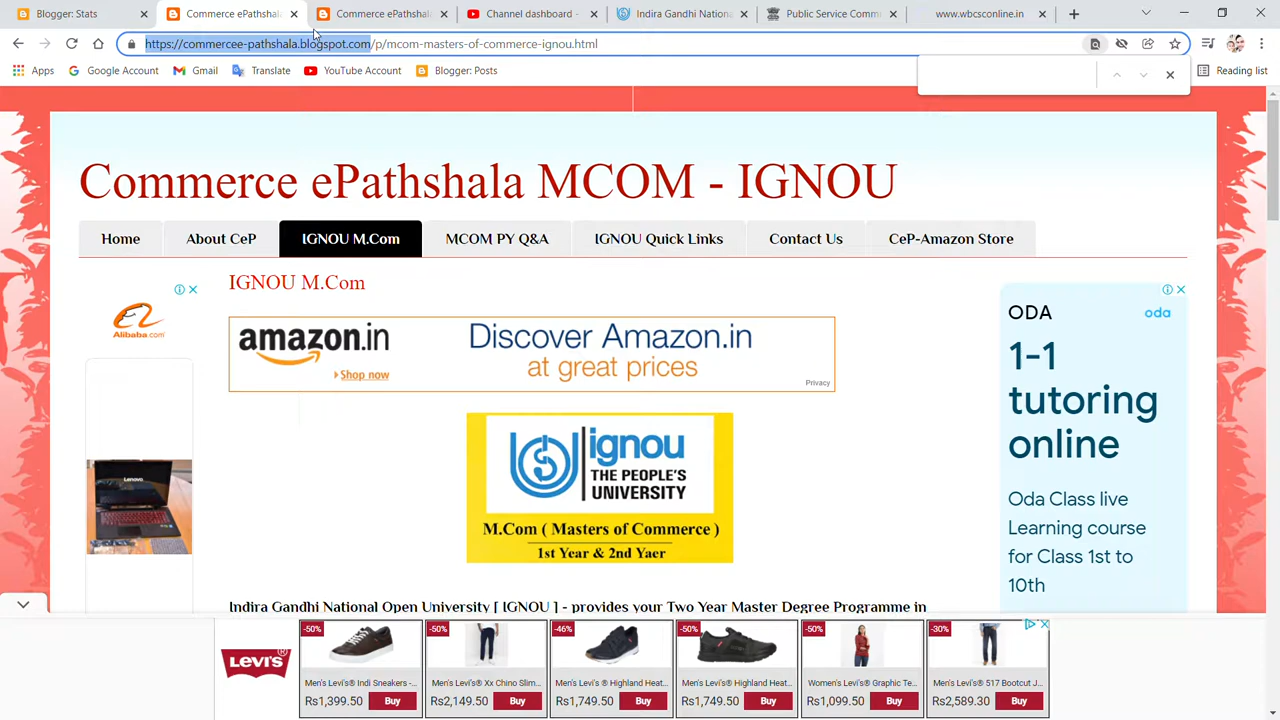 Blogger: Stats
Commerce ePathshala
Commerce ePathshala
Channel dashboard -
Indira Gandhi Nation
Public Service Comm
www.wbcsconline.in
https://commercee-pathshala.blogspot.com/p/mcom-masters-of-commerce-ignou.html
Apps
Google Account
Gmail
Translate
YouTube Account
Blogger: Posts
Reading list
Commerce ePathshala MCOM - IGNOU
Home
About CeP
IGNOU M.Com
MCOM PY Q&A
IGNOU Quick Links
Contact Us
CeP-Amazon Store
IGNOU M.Com
Alibaba.com
Lenovo
amazon.in
Shop now
Discover Amazon.in
at great prices
Privacy
ignou
THE PEOPLE'S
UNIVERSITY
M.Com ( Masters of Commerce )
1st Year & 2nd Yaer
ODA
oda
1-1
tutoring
online
Oda Class live
Learning course
for Class 1st to
10th
Indira Gandhi National Open University [ IGNOU ] - provides your Two Year Master Degree Programme in
LEVI'S
-50%
Men's Levi's® Indi Sneakers -...
Rs1,399.50
Buy
-50%
Men's Levi's® Xx Chino Slim...
Rs2,149.50
Buy
-46%
Men's Levi's ® Highland Heat...
Rs1,749.50
Buy
-50%
Men's Levi's® Highland Heat...
Rs1,749.50
Buy
-50%
Women's Levi's® Graphic Te...
Rs1,099.50
Buy
-30%
Men's Levi's® 517 Bootcut J...
Rs2,589.30
Buy